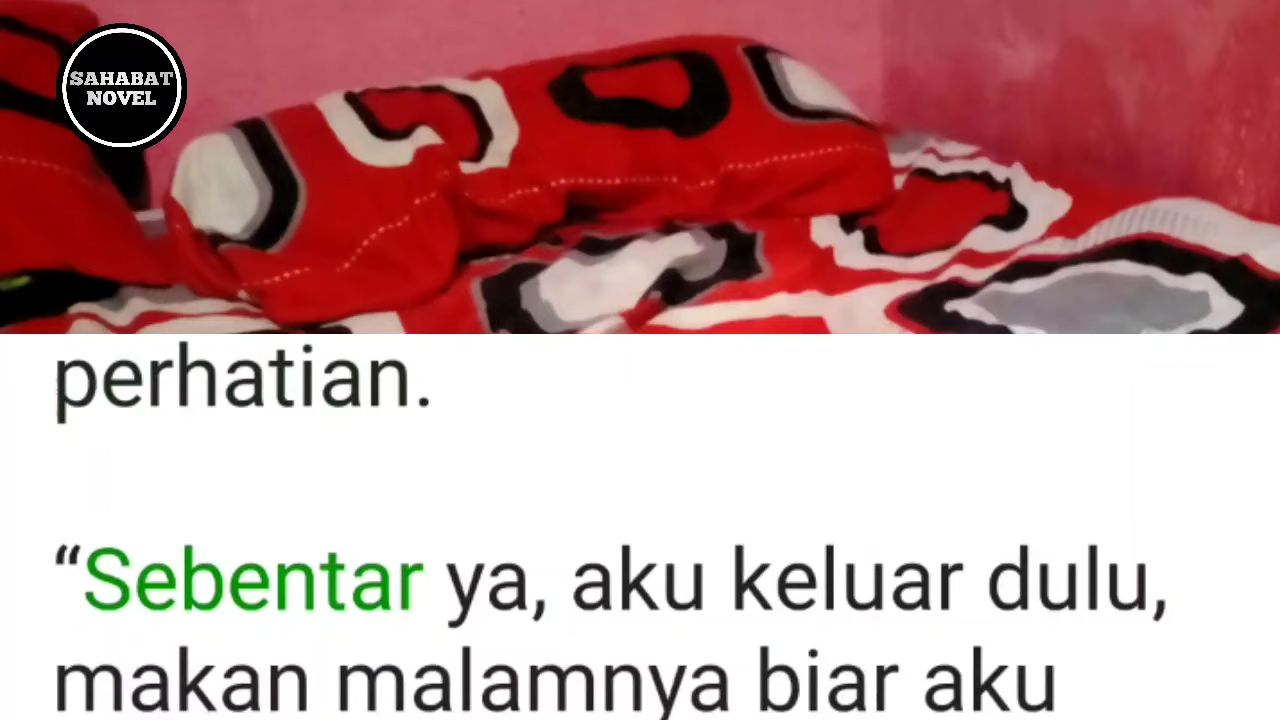 SAHABAT
NOVEL
perhatian.
“Sebentar ya, aku keluar dulu,
makan malamnya biar aku